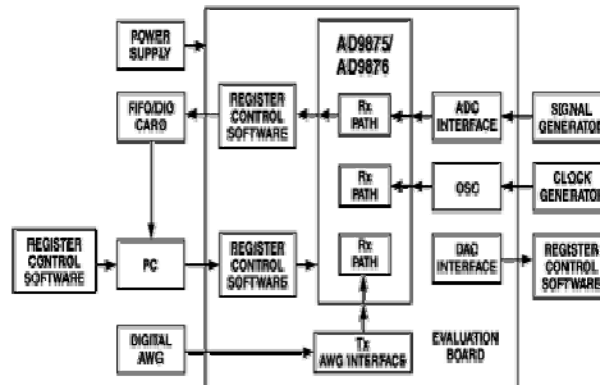 POWER
SUPPLY
AD9875/
AD9876
FIFO/DIO
CARD
REGISTER
CONTROL
SOFTWARE
Rx
PATH
ADC
INTERFACE
SIGNAL
GENERATOR
Rx
PATH
OSC
CLOCK
GENERATOR
REGISTER
CONTROL
SOFTWARE
PC
REGISTER
CONTROL
SOFTWARE
Rx
PATH
DAC
INTERFACE
REGISTER
CONTROL
SOFTWARE
DIGITAL
AWG
Tx
AWG INTERFACE
EVALUATION
BOARD